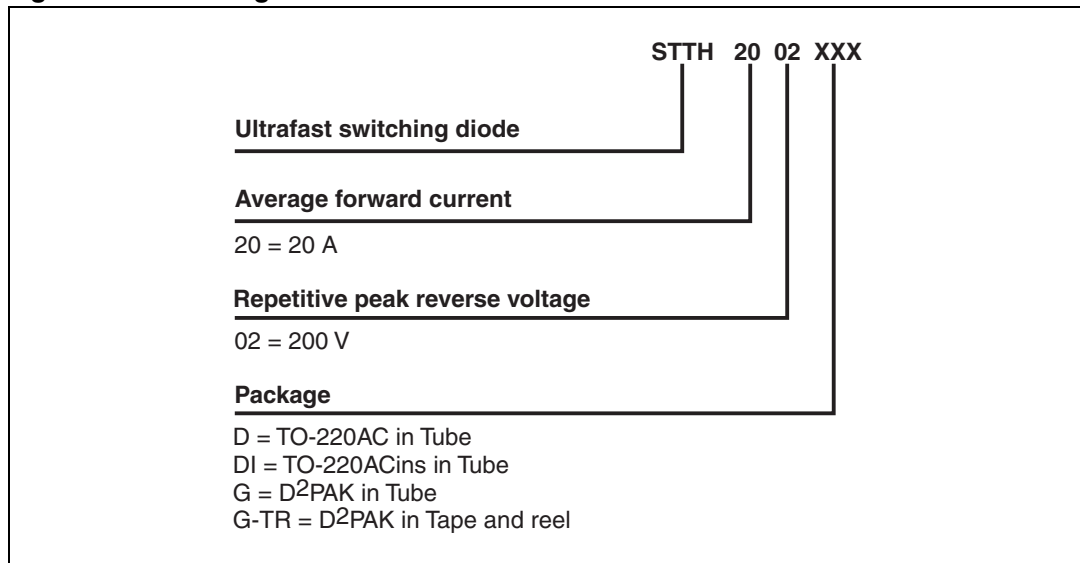 STTH 20 02 XXX
Ultrafast switching diode
Average forward current
20 = 20 A
Repetitive peak reverse voltage
02 = 200 V
Package
D = TO-220AC in Tube
DI = TO-220ACins in Tube
G = D2PAK in Tube
G-TR = D2PAK in Tape and reel